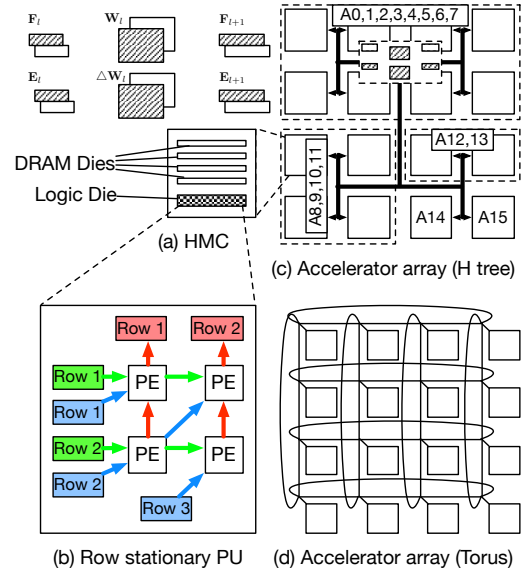 F_l W_l F_{l+1}
E_l △W_l E_{l+1}
DRAM Dies
Logic Die
(a) HMC
A0,1,2,3,4,5,6,7
A8,9,10,11
A12,13
A14 A15
(c) Accelerator array (H tree)
Row 1 Row 2
Row 1 PE PE
Row 1
Row 2 PE PE
Row 2
Row 3
(b) Row stationary PU
(d) Accelerator array (Torus)